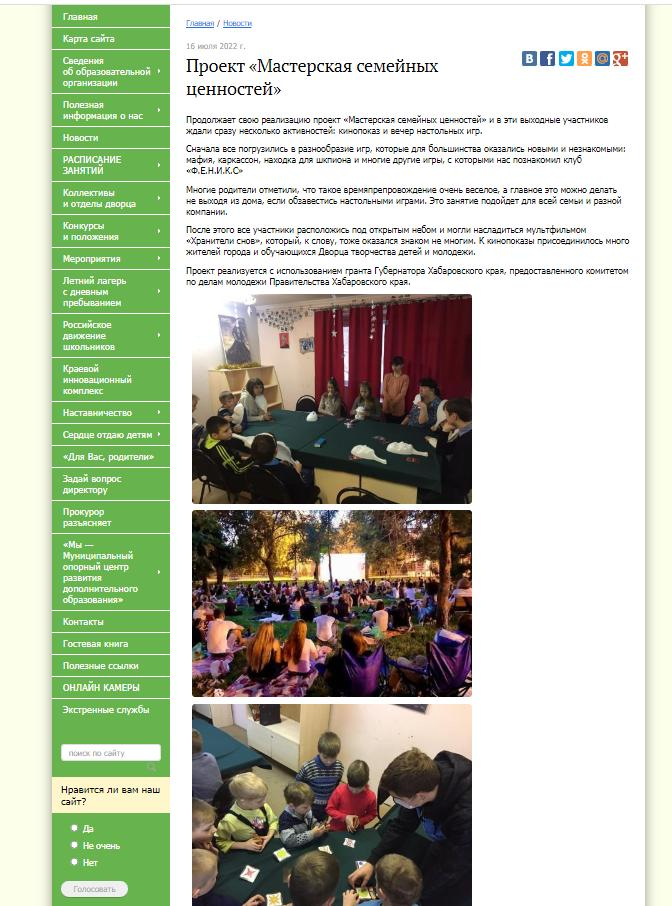 Главная
Карта сайта
Сведения
об образовательной
организации
Полезная
информация о нас
Новости
РАСПИСАНИЕ
ЗАНЯТИЙ
Коллективы
и отделы дворца
Конкурсы
и положения
Мероприятия
Летний лагерь
с дневным
пребыванием
Российское
движение
школьников
Краевой
инновационный
комплекс
Наставничество
Сердце отдаю детям
«Для Вас, родители»
Задай вопрос
директору
Прокурор
разъясняет
«Мы —
Муниципальный
опорный центр
развития
дополнительного
образования»
Контакты
Гостевая книга
Полезные ссылки
ОНЛАЙН КАМЕРЫ
Экстренные службы
поиск по сайту
Нравится ли вам наш
сайт?
Да
Не очень
Нет
Голосовать
Главная / Новости
16 июля 2022 г.
Проект «Мастерская семейных
ценностей»
Продолжает свою реализацию проект «Мастерская семейных ценностей» и в эти выходные участников
ждали сразу несколько активностей: кинопоказ и вечер настольных игр.
Сначала все погрузились в разнообразие игр, которые для большинства оказались новыми и незнакомыми:
мафия, каркассон, находка для шпиона и многие другие игры, с которыми нас познакомил клуб
«Ф.Е.Н.И.К.С»
Многие родители отметили, что такое времяпрепровождение очень веселое, а главное это можно делать
не выходя из дома, если обзавестись настольными играми. Это занятие подойдет для всей семьи и разной
компании.
После этого все участники расположись под открытым небом и могли насладиться мультфильмом
«Хранители снов», который, к слову, тоже оказался знаком не многим. К кинопоказы присоединилось много
жителей города и обучающихся Дворца творчества детей и молодежи.
Проект реализуется с использованием гранта Губернатора Хабаровского края, предоставленного комитетом
по делам молодежи Правительства Хабаровского края.